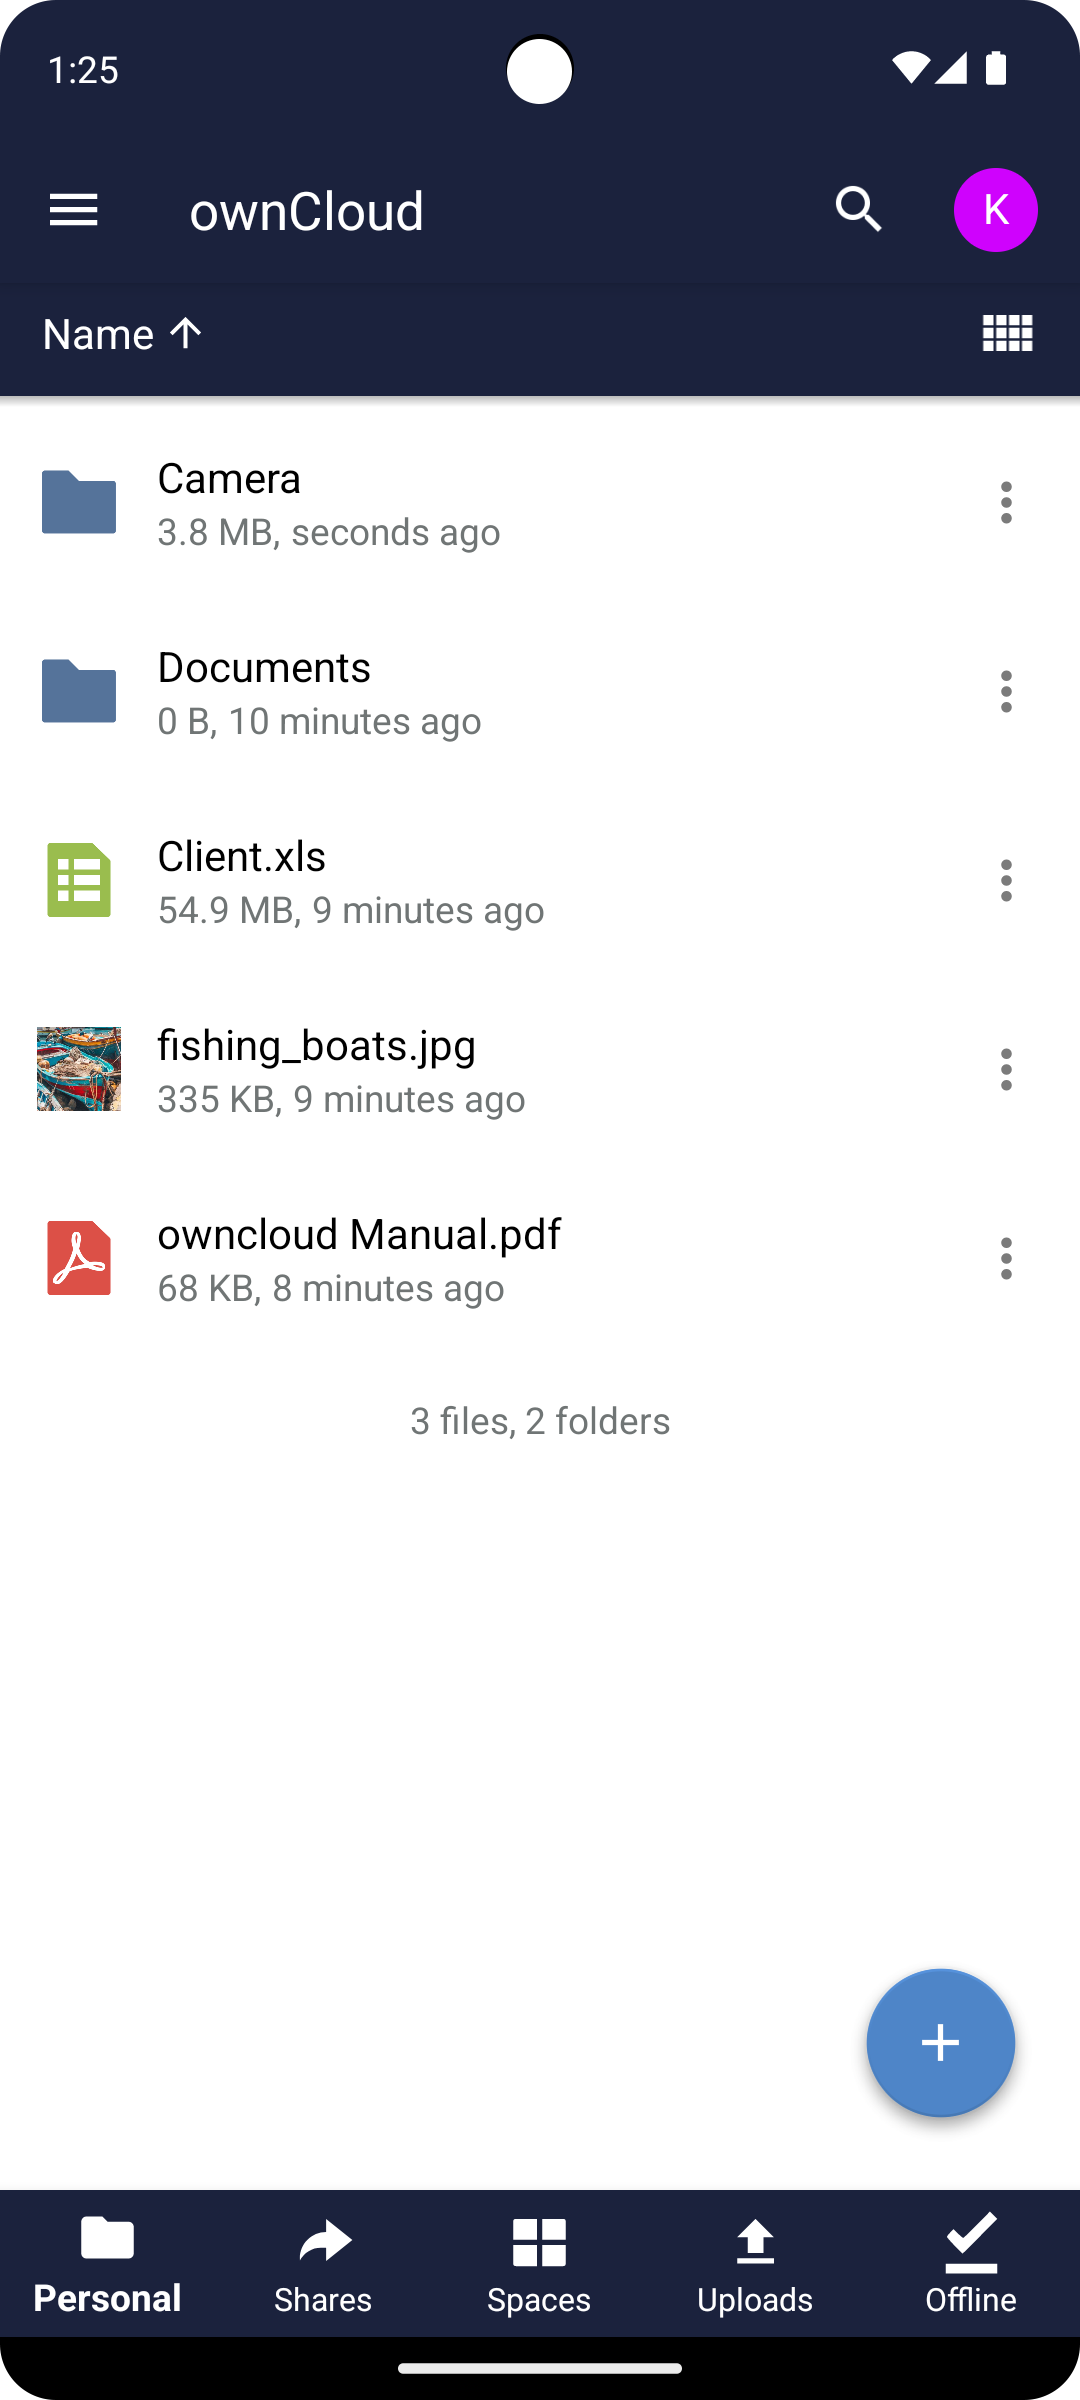 1:25
ownCloud
K
Name
Camera
3.8 MB, seconds ago
Documents
0 B, 10 minutes ago
Client.xls
54.9 MB, 9 minutes ago
fishing_boats.jpg
335 KB, 9 minutes ago
owncloud Manual.pdf
68 KB, 8 minutes ago
3 files, 2 folders
Personal
Shares
Spaces
Uploads
Offline